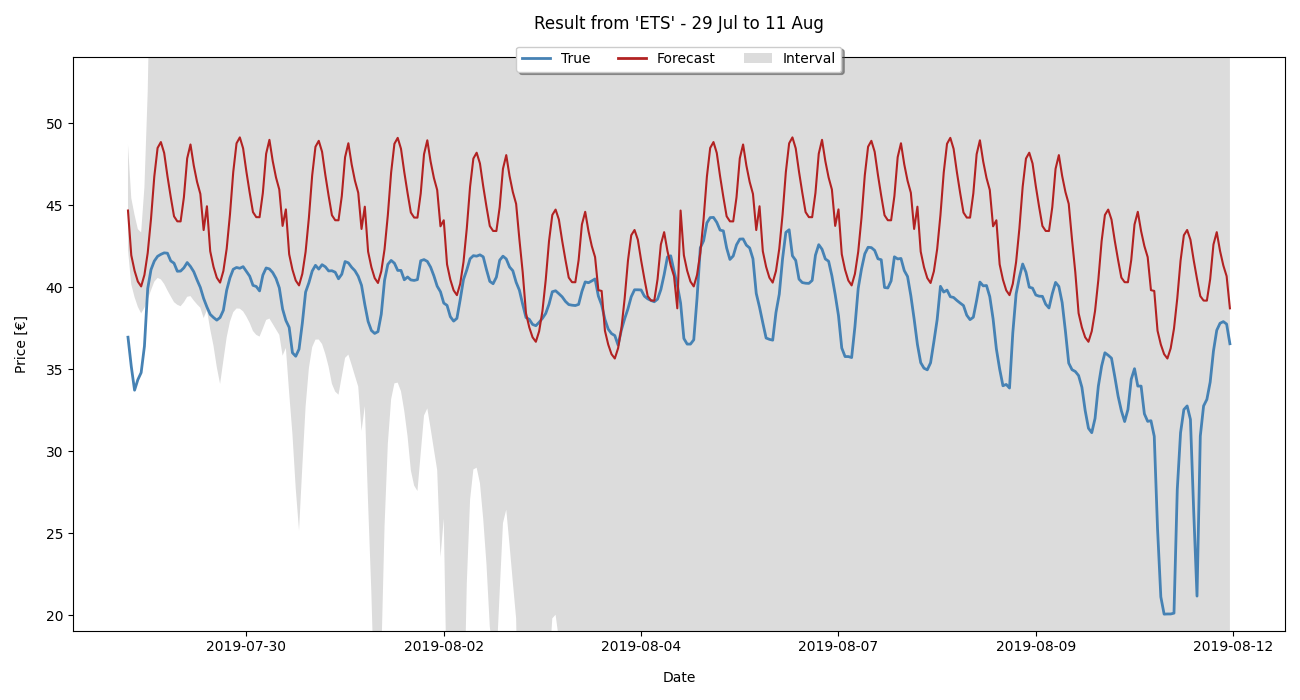 Result from 'ETS' - 29 Jul to 11 Aug
True Forecast Interval
Price [€]
50
45
40
35
30
25
20
2019-07-30 2019-08-02 2019-08-04 2019-08-07 2019-08-09 2019-08-12
Date